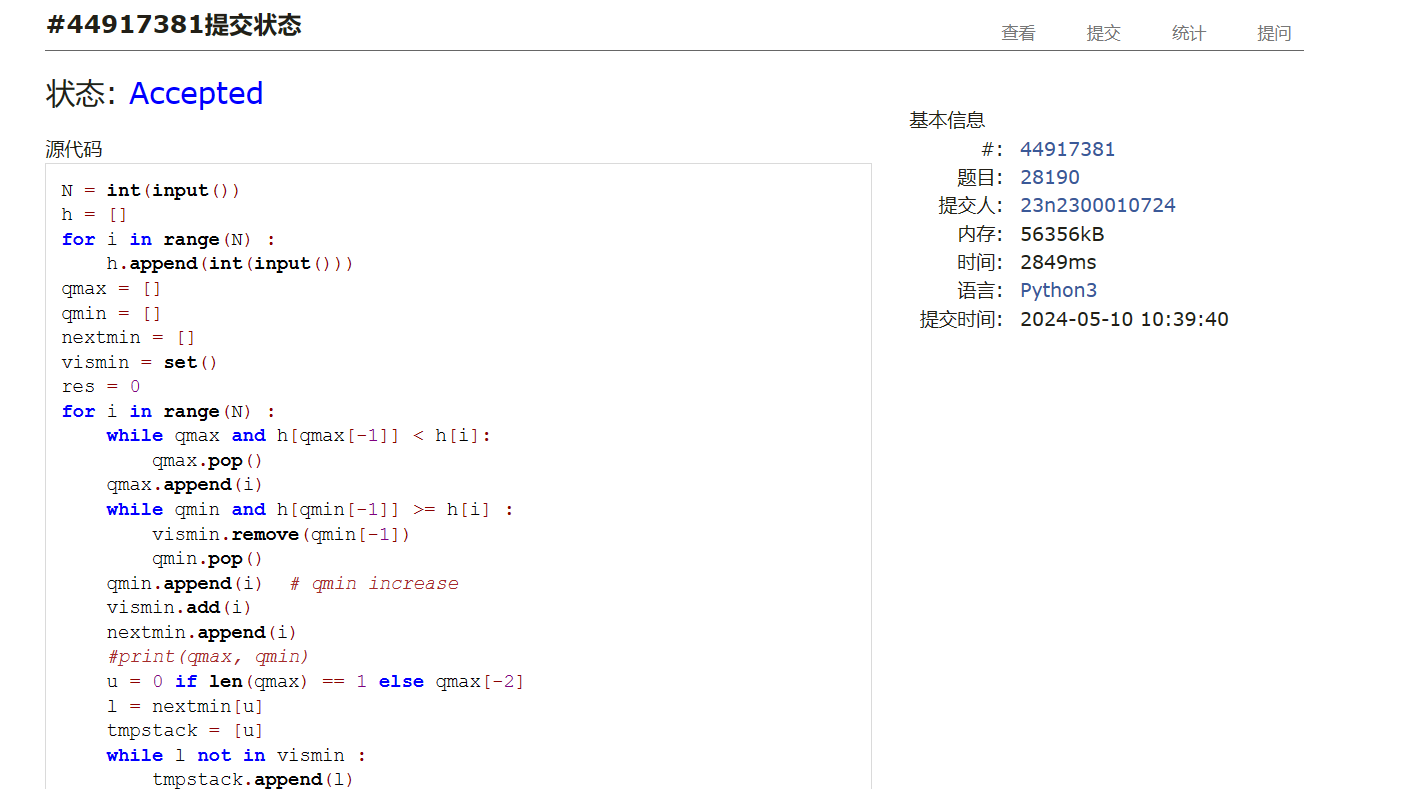 #44917381提交状态
查看 提交 统计 提问
状态: Accepted
源代码
N = int(input())
h = []
for i in range(N) :
    h.append(int(input()))
qmax = []
qmin = []
nextmin = []
vismin = set()
res = 0
for i in range(N) :
    while qmax and h[qmax[-1]] < h[i]:
        qmax.pop()
    qmax.append(i)
    while qmin and h[qmin[-1]] >= h[i] :
        vismin.remove(qmin[-1])
        qmin.pop()
    qmin.append(i)  # qmin increase
    vismin.add(i)
    nextmin.append(i)
    #print(qmax, qmin)
    u = 0 if len(qmax) == 1 else qmax[-2]
    l = nextmin[u]
    tmpstack = [u]
    while l not in vismin :
        tmpstack.append(l)
基本信息
#: 44917381
题目: 28190
提交人: 23n2300010724
内存: 56356kB
时间: 2849ms
语言: Python3
提交时间: 2024-05-10 10:39:40